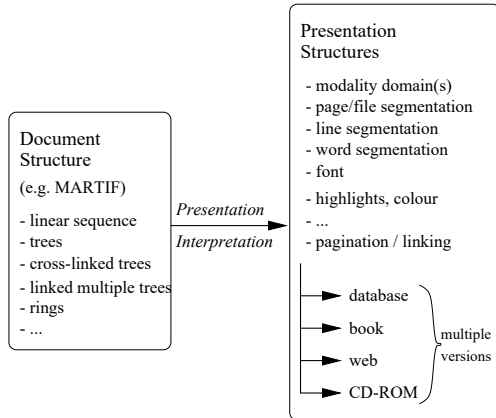 Document
Structure
(e.g. MARTIF)
- linear sequence
- trees
- cross-linked trees
- linked multiple trees
- rings
- ...
Presentation
Interpretation
Presentation
Structures
- modality domain(s)
- page/file segmentation
- line segmentation
- word segmentation
- font
- highlights, colour
- ...
- pagination / linking
database
book
web
CD-ROM
multiple
versions